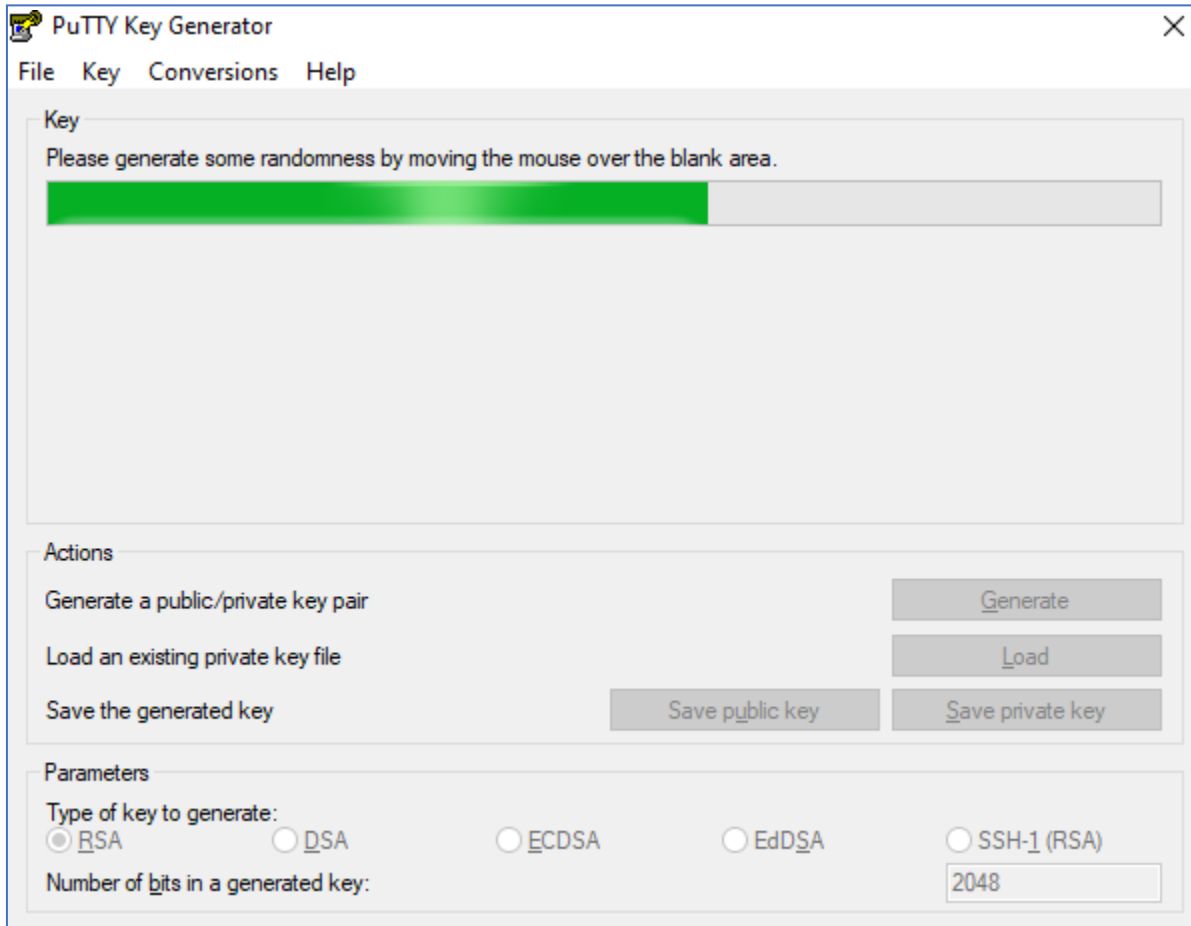 PuTTY Key Generator
File Key Conversions Help
Key
Please generate some randomness by moving the mouse over the blank area.
Actions
Generate a public/private key pair Generate
Load an existing private key file Load
Save the generated key Save public key Save private key
Parameters
Type of key to generate:
RSA DSA ECDSA EdDSA SSH-1 (RSA)
Number of bits in a generated key: 2048